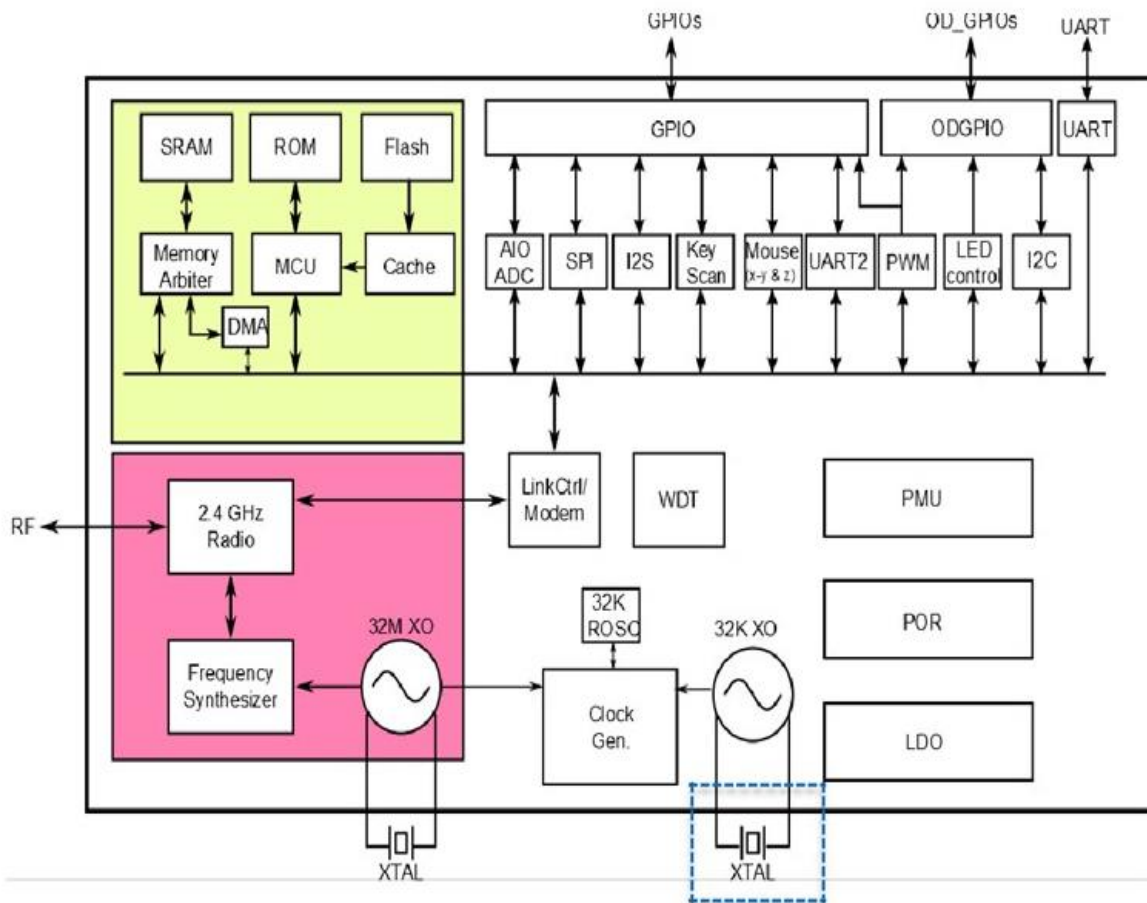 GPIOs
OD_GPIOs
UART
GPIO
ODGPIO
UART
SRAM
ROM
Flash
Memory
Arbiter
MCU
Cache
DMA
AIO
ADC
SPI
I2S
Key
Scan
Mouse
(x-y & z)
UART2
PWM
LED
control
I2C
RF
2.4 GHz
Radio
LinkCtrl/
Modem
WDT
PMU
32K
ROSC
32M XO
32K XO
POR
Frequency
Synthesizer
Clock
Gen.
LDO
XTAL
XTAL